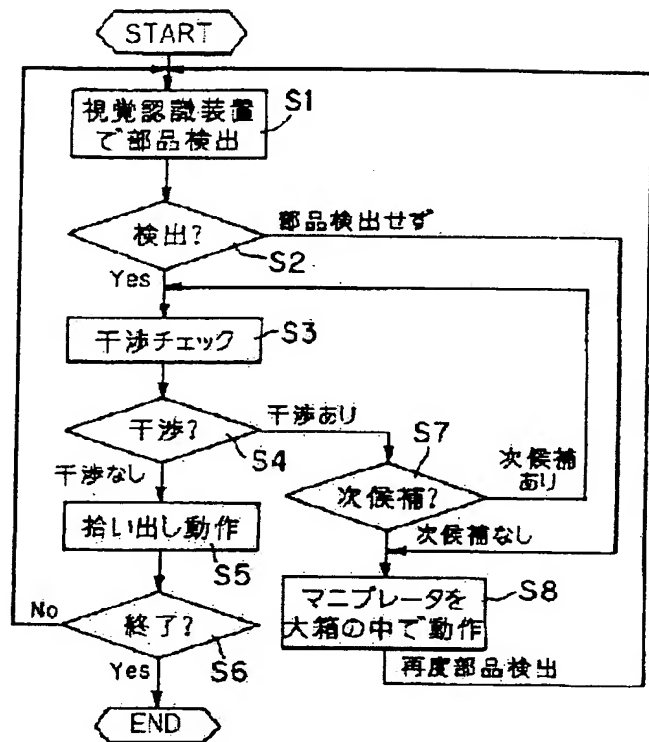 START
視覚認識装置
で部品検出
S1
検出?
部品検出せず
S2
Yes
干渉チェック
S3
干渉?
干渉あり
S4
S7
干渉なし
次候補?
次候補
あり
拾い出し動作
S5
次候補なし
マニプレータを
大箱の中で動作
S8
No
終了?
S6
再度部品検出
Yes
END